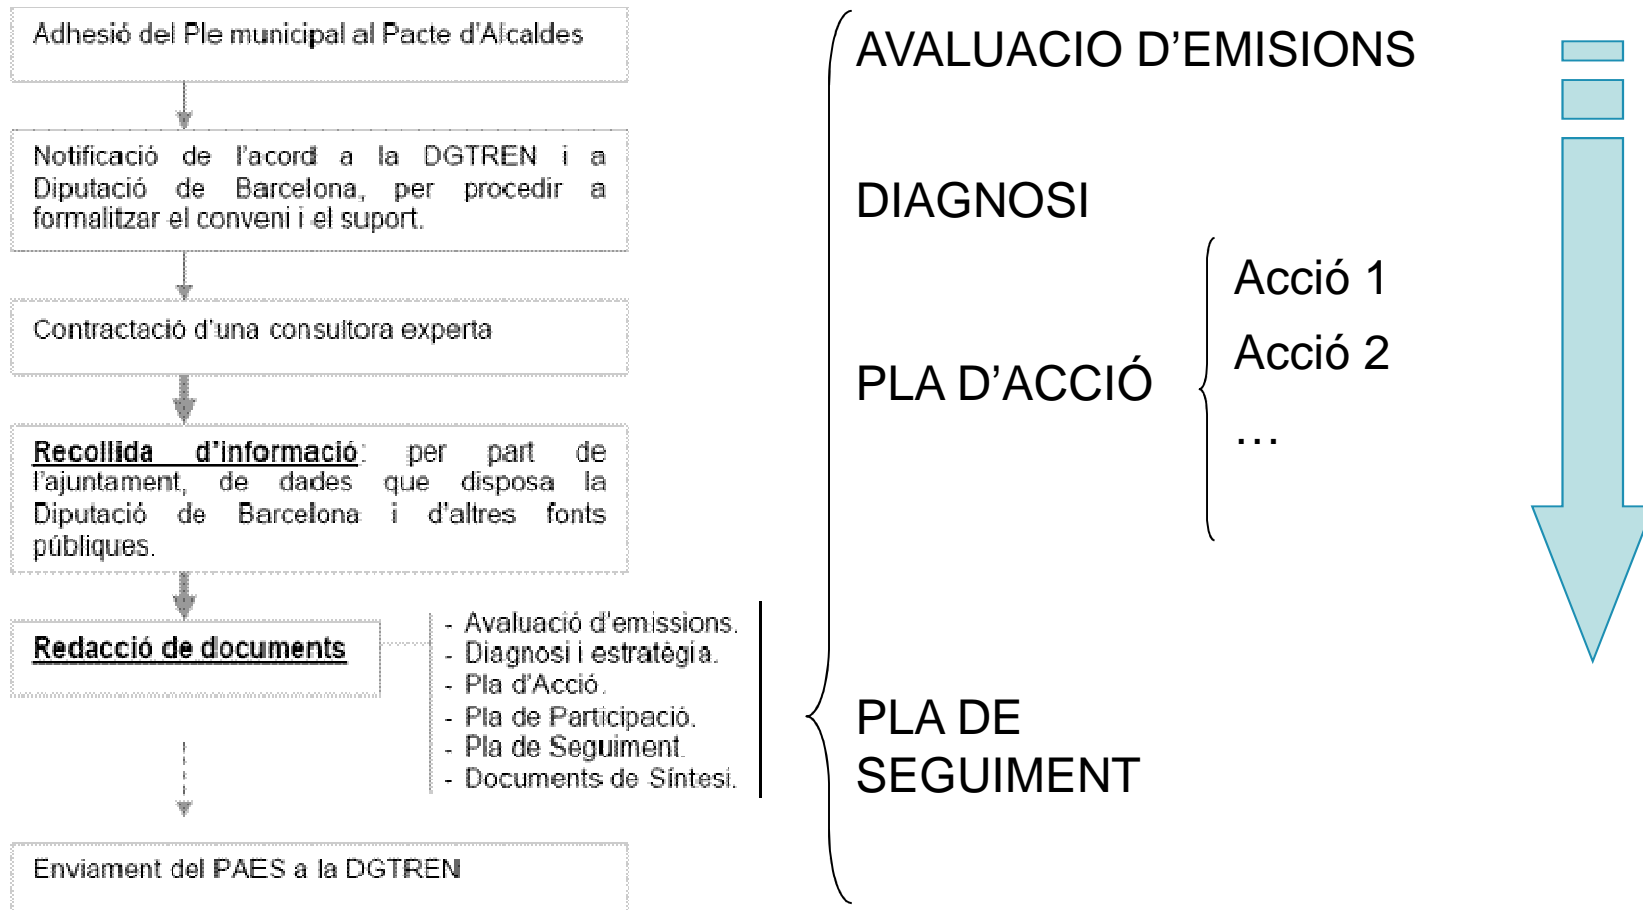 Adhesió del Ple municipal al Pacte d'Alcaldes
Notificació de l'acord a la DGTREN i a
Diputació de Barcelona, per procedir a
formalitzar el conveni i el suport.
Contractació d'una consultora experta
Recollida d'informació: per part de
l'ajuntament, de dades que disposa la
Diputació de Barcelona i d'altres fonts
públiques.
Redacció de documents
- Avaluació d'emissions.
- Diagnosi i estratègia.
- Pla d'Acció.
- Pla de Participació.
- Pla de Seguiment.
- Documents de Síntesi.
Enviament del PAES a la DGTREN
AVALUACIO D'EMISIONS
DIAGNOSI
PLA D'ACCIÓ
Acció 1
Acció 2
…
PLA DE
SEGUIMENT